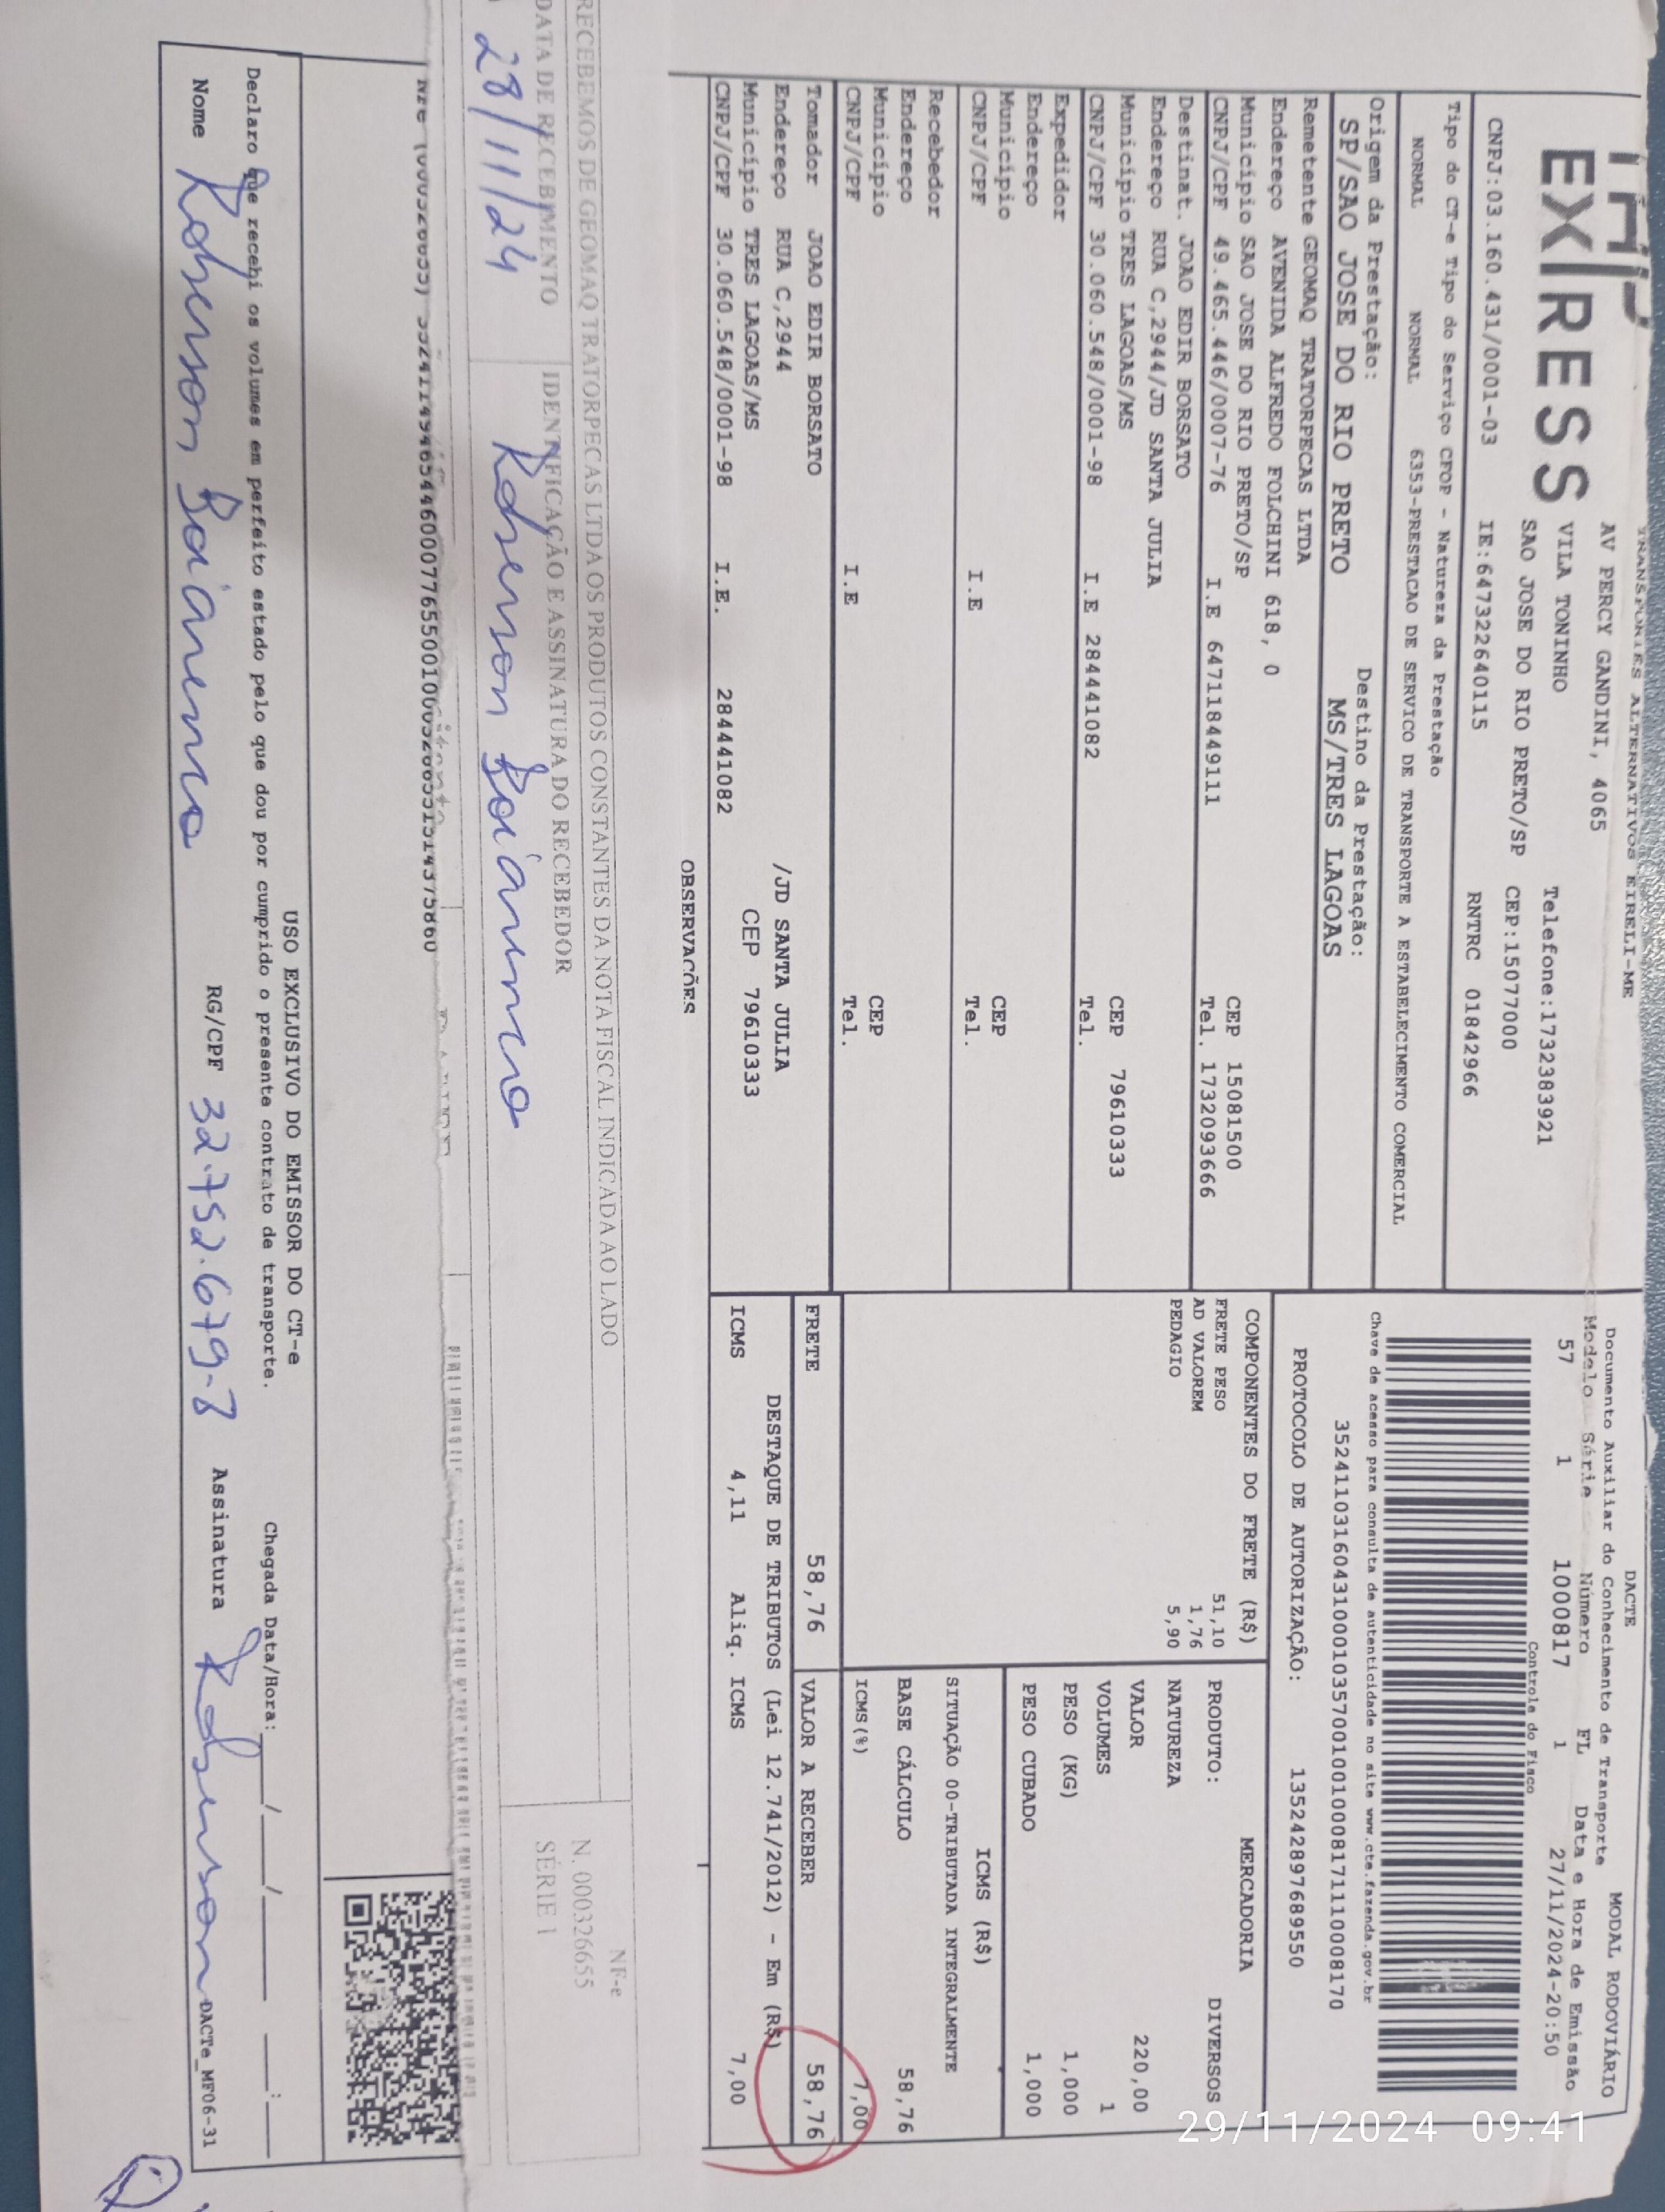 EXPRESS
TRANSPORTES ALTERNATIVOS EIRELI-ME
AV PERCY GANDINI, 4065
VILA TONINHO
Telefone:1732383921
SAO JOSE DO RIO PRETO/SP CEP:15077000
CNPJ:03.160.431/0001-03 IE:647322640115 RNTRC 01842966
DACTE
Documento Auxiliar do Conhecimento de Transporte
MODAL RODOVIÁRIO
Modelo Série Número FL Data e Hora de Emissão
57 1 1000817 1 27/11/2024-20:50
Controle do Fisco
Chave de acesso para consulta de autenticidade no site www.cte.fazenda.gov.br
35241103160431000103570010010008171110008170
PROTOCOLO DE AUTORIZAÇÃO: 135242897689550
Tipo do CT-e Tipo do Serviço CFOP - Natureza da Prestação
NORMAL NORMAL 6353-PRESTACAO DE SERVICO DE TRANSPORTE A ESTABELECIMENTO COMERCIAL
Origem da Prestação: Destino da Prestação:
SP/SAO JOSE DO RIO PRETO MS/TRES LAGOAS
Remetente GEOMAQ TRATORPECAS LTDA
Endereço AVENIDA ALFREDO FOLCHINI 618, 0
Município SAO JOSE DO RIO PRETO/SP CEP 15081500
CNPJ/CPF 49.465.446/0007-76 I.E 647118449111 Tel. 1732093666
Destinat. JOAO EDIR BORSATO
Endereço RUA C,2944/JD SANTA JULIA
Município TRES LAGOAS/MS CEP 79610333
CNPJ/CPF 30.060.548/0001-98 I.E 284441082 Tel.
Expedidor
Endereço
Município CEP
CNPJ/CPF I.E Tel.
Recebedor
Endereço
Município CEP
CNPJ/CPF I.E Tel.
Tomador JOAO EDIR BORSATO
Endereço RUA C,2944 /JD SANTA JULIA
Município TRES LAGOAS/MS CEP 79610333
CNPJ/CPF 30.060.548/0001-98 I.E. 284441082
COMPONENTES DO FRETE (R$)
FRETE PESO 51,10
AD VALOREM 1,76
PEDAGIO 5,90
MERCADORIA
PRODUTO: DIVERSOS
NATUREZA
VALOR 220,00
VOLUMES 1
PESO (KG) 1,000
PESO CUBADO 1,000
ICMS (R$)
SITUAÇÃO 00-TRIBUTADA INTEGRALMENTE
BASE CÁLCULO 58,76
ICMS(%) 7,00
FRETE 58,76 VALOR A RECEBER 58,76
DESTAQUE DE TRIBUTOS (Lei 12.741/2012) - Em (R$)
ICMS 4,11 Aliq. ICMS 7,00
OBSERVAÇÕES
RECEBEMOS DE GEOMAQ TRATORPECAS LTDA OS PRODUTOS CONSTANTES DA NOTA FISCAL INDICADA AO LADO
DATA DE RECEBIMENTO IDENTIFICAÇÃO E ASSINATURA DO RECEBEDOR
28/11/24
NF-e
N. 000326655
SÉRIE 1
USO EXCLUSIVO DO EMISSOR DO CT-e
Declaro que recebi os volumes em perfeito estado pelo que dou por cumprido o presente contrato de transporte.
Chegada Data/Hora: __/__/____ __:__
Nome RG/CPF 32.752.679-8 Assinatura
DACTe_MF06-31
29/11/2024 09:41